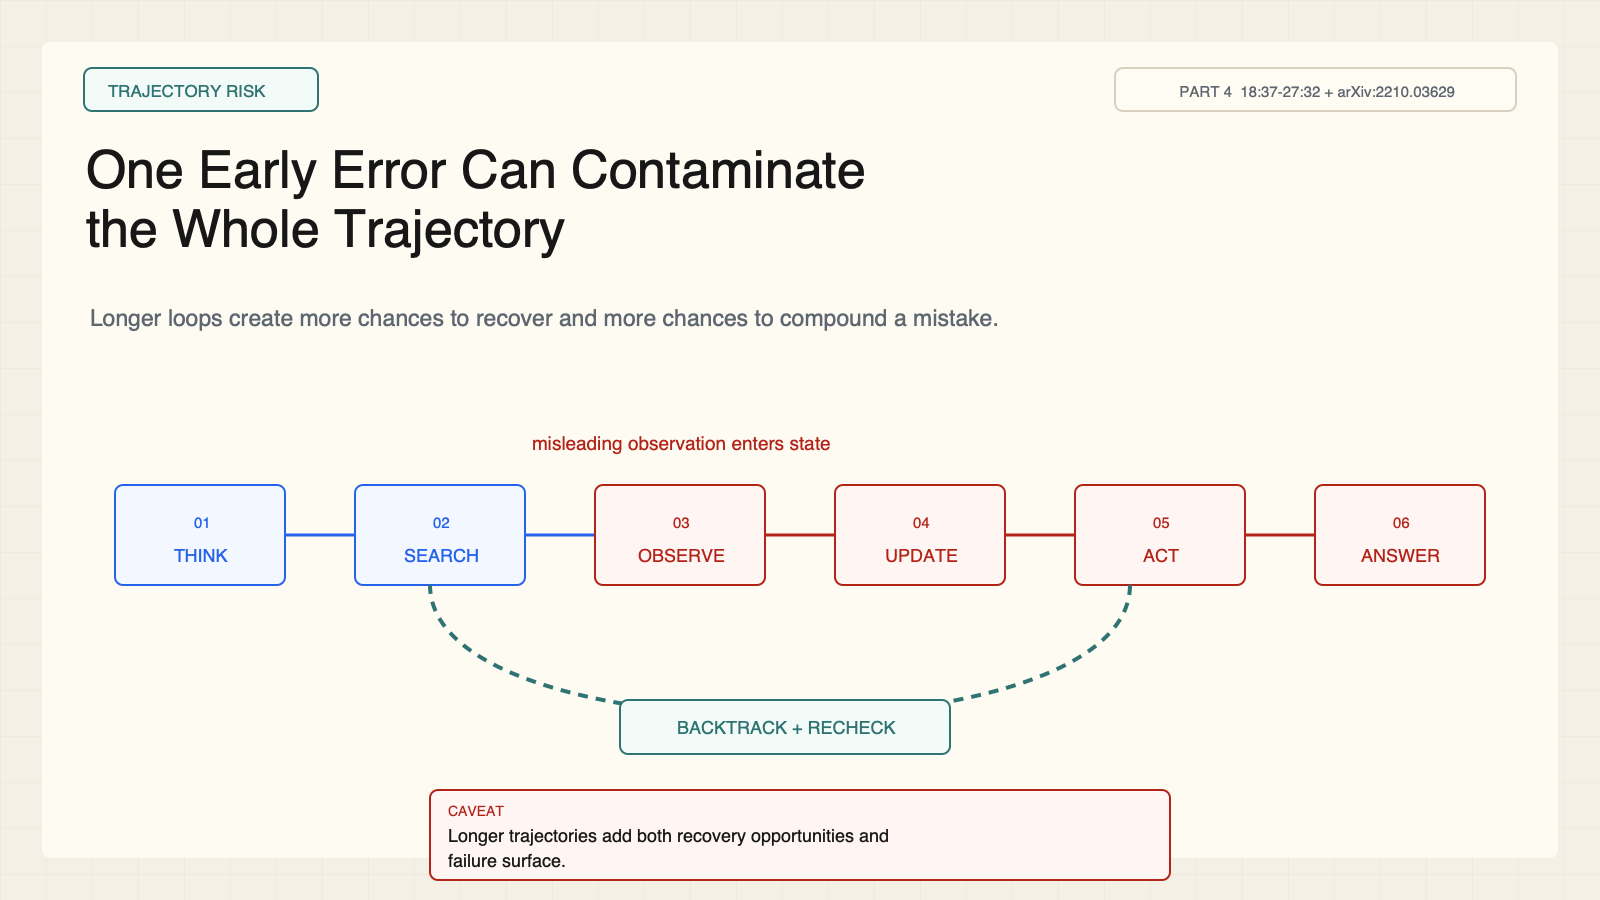 TRAJECTORY RISK
PART 4  18:37-27:32 + arXiv:2210.03629
One Early Error Can Contaminate
the Whole Trajectory
Longer loops create more chances to recover and more chances to compound a mistake.
misleading observation enters state
01
THINK
02
SEARCH
03
OBSERVE
04
UPDATE
05
ACT
06
ANSWER
BACKTRACK + RECHECK
CAVEAT
Longer trajectories add both recovery opportunities and
failure surface.